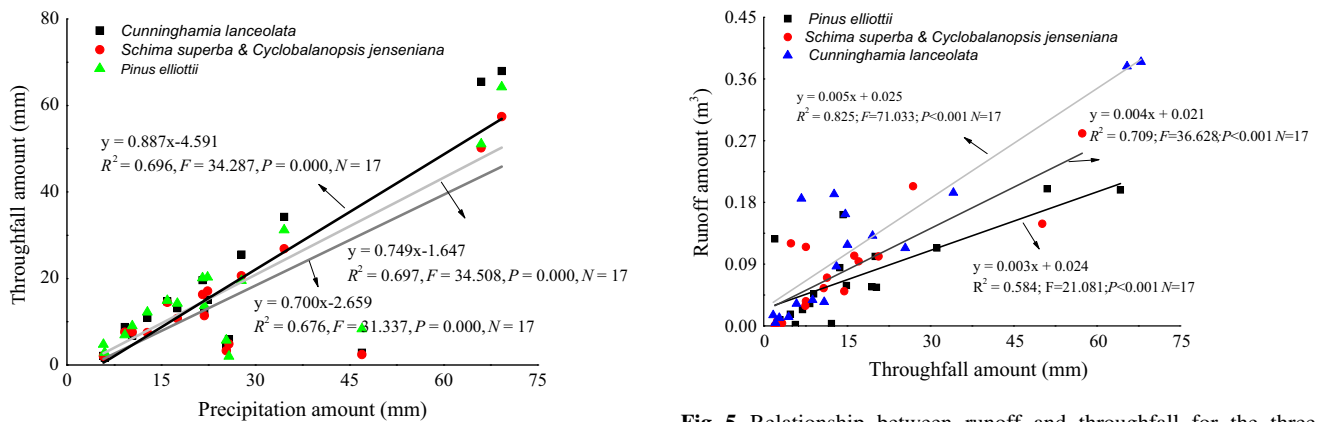 80
60
40
20
0
0 15 30 45 60 75
Throughfall amount (mm)
Precipitation amount (mm)
Cunninghamia lanceolata
Schima superba & Cyclobalanopsis jenseniana
Pinus elliottii
y = 0.887x-4.591
R² = 0.696, F = 34.287, P = 0.000, N = 17
y = 0.749x-1.647
R² = 0.697, F = 34.508, P = 0.000, N = 17
y = 0.700x-2.659
R² = 0.676, F = 31.337, P = 0.000, N = 17
0.45
0.36
0.27
0.18
0.09
0.00
0 15 30 45 60 75
Runoff amount (m³)
Throughfall amount (mm)
Pinus elliottii
Schima superba & Cyclobalanopsis jenseniana
Cunninghamia lanceolata
y = 0.005x + 0.025
R² = 0.825; F=71.033; P<0.001 N=17
y = 0.004x + 0.021
R² = 0.709; F=36.628; P<0.001 N=17
y = 0.003x + 0.024
R² = 0.584; F=21.081; P<0.001 N=17
Fig. 5 Relationship between runoff and throughfall for the three